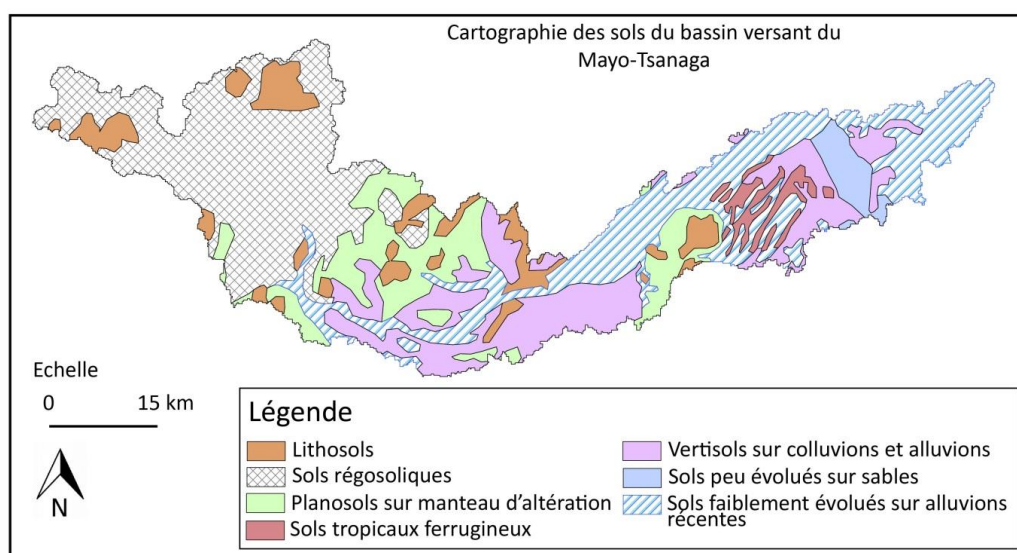 Cartographie des sols du bassin versant du
Mayo-Tsanaga
Echelle
0 15 km
N
Légende
Lithosols
Sols régosoliques
Planosols sur manteau d'altération
Sols tropicaux ferrugineux
Vertisols sur colluvions et alluvions
Sols peu évolués sur sables
Sols faiblement évolués sur alluvions
récentes